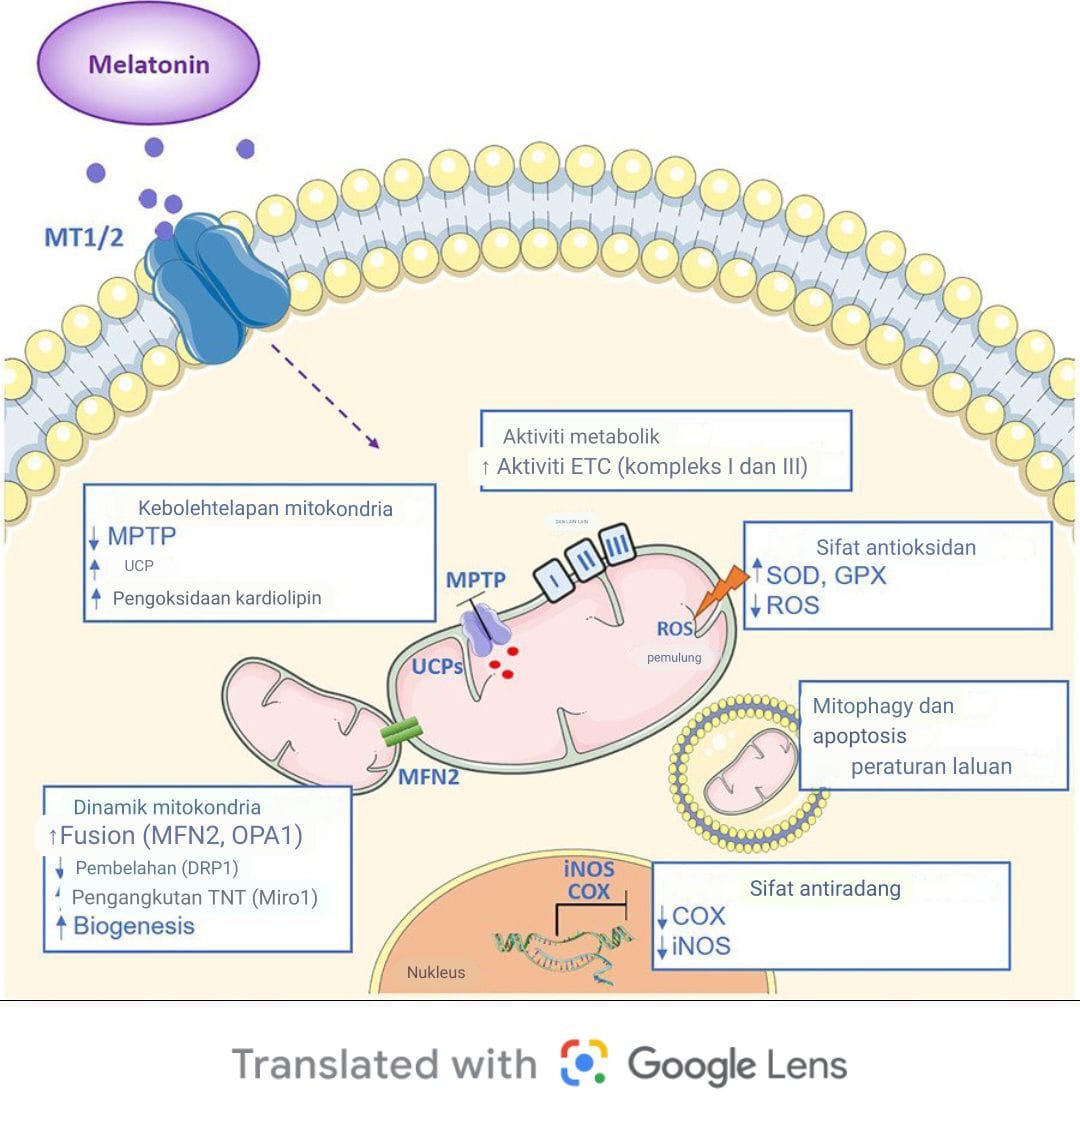 Melatonin
MT1/2
Aktiviti metabolik
↑ Aktiviti ETC (kompleks I dan III)
Kebolehtelapan mitokondria
↓ MPTP
↑ UCP
↑ Pengoksidaan kardiolipin
DAN LAIN-LAIN
I
II
III
MPTP
UCPs
ROS
pemulung
Sifat antioksidan
↑ SOD, GPX
↓ ROS
Mitophagy dan
apoptosis
peraturan laluan
MFN2
Dinamik mitokondria
↑Fusion (MFN2, OPA1)
↓ Pembelahan (DRP1)
Pengangkutan TNT (Miro1)
↑ Biogenesis
iNOS
COX
Nukleus
Sifat antiradang
↓ COX
↓ iNOS
Translated with Google Lens